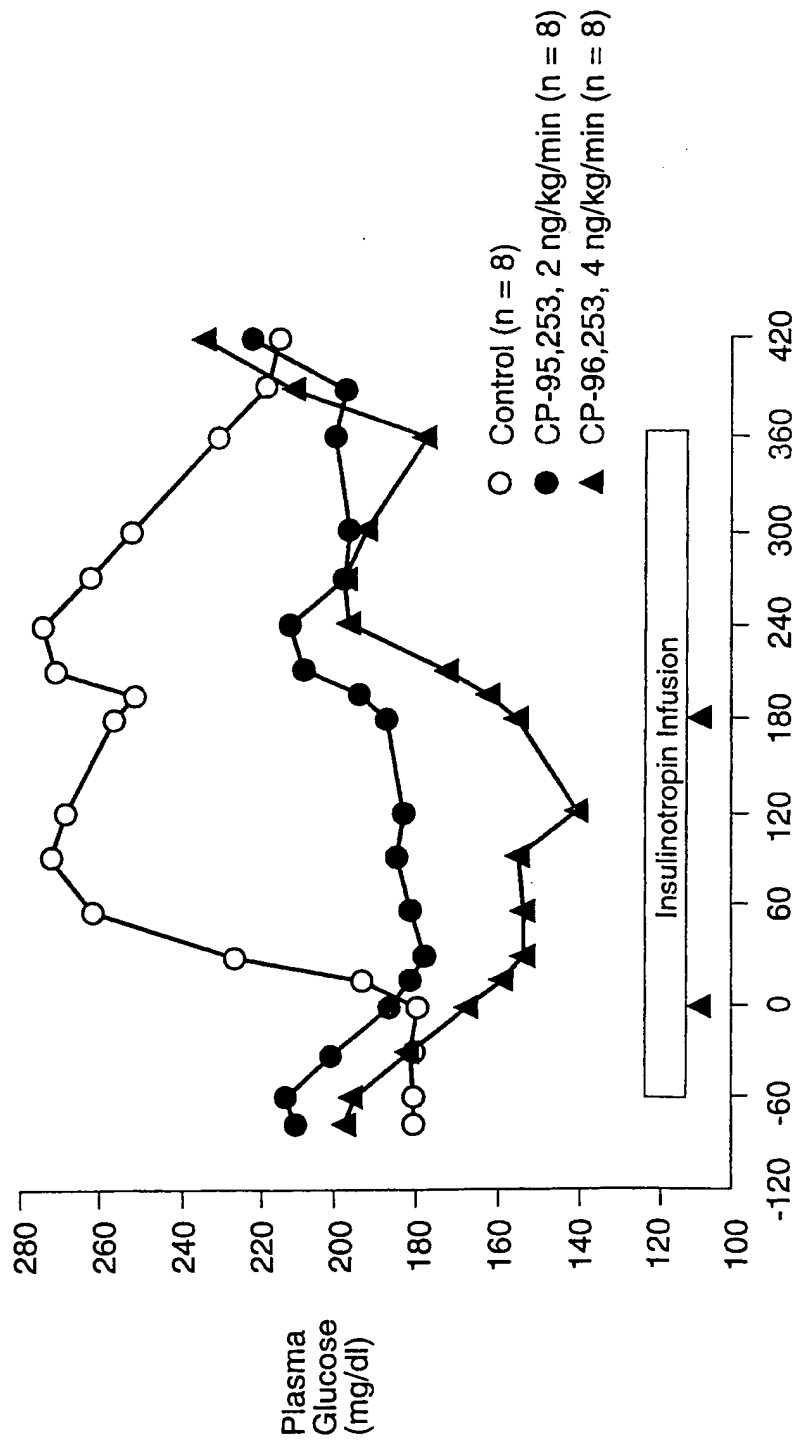 Plasma
Glucose
(mg/dl)
280
260
240
220
200
180
160
140
120
100
Control (n = 8)
CP-95,253, 2 ng/kg/min (n = 8)
CP-96,253, 4 ng/kg/min (n = 8)
Insulinotropin Infusion
-120
-60
0
60
120
180
240
300
360
420